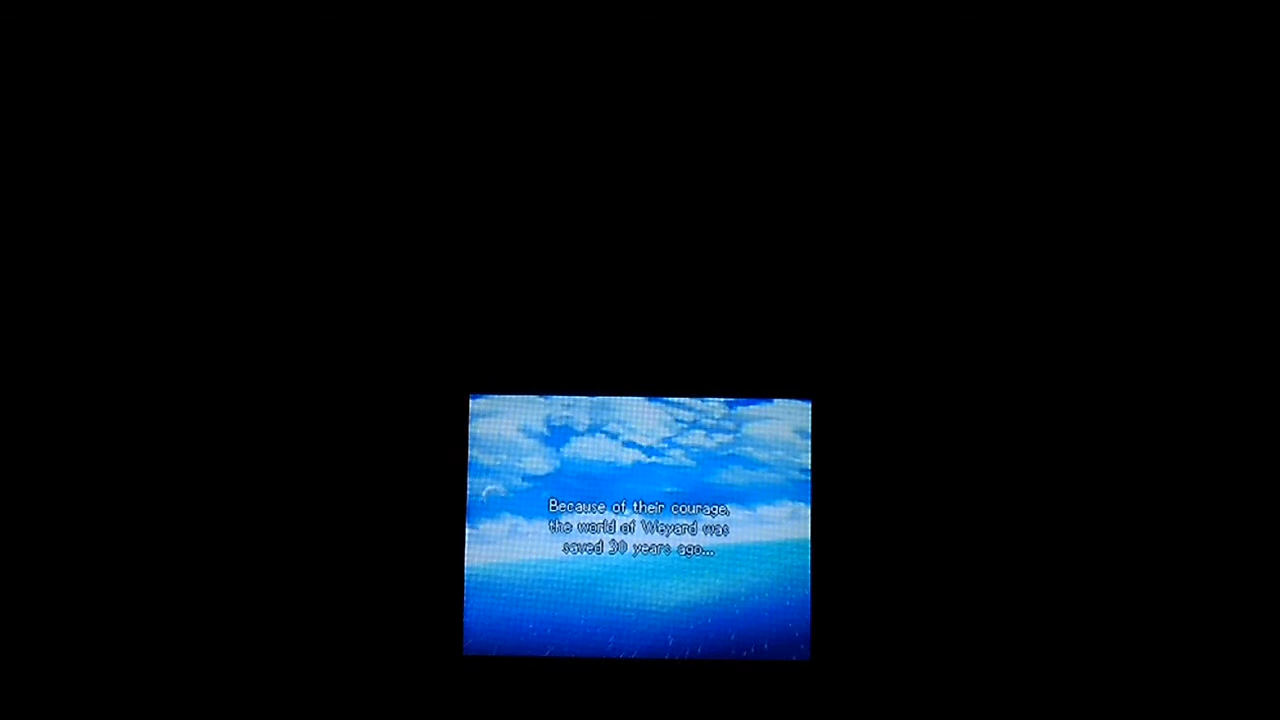 Because of their courage,
the world of Weyard was
saved 30 years ago...